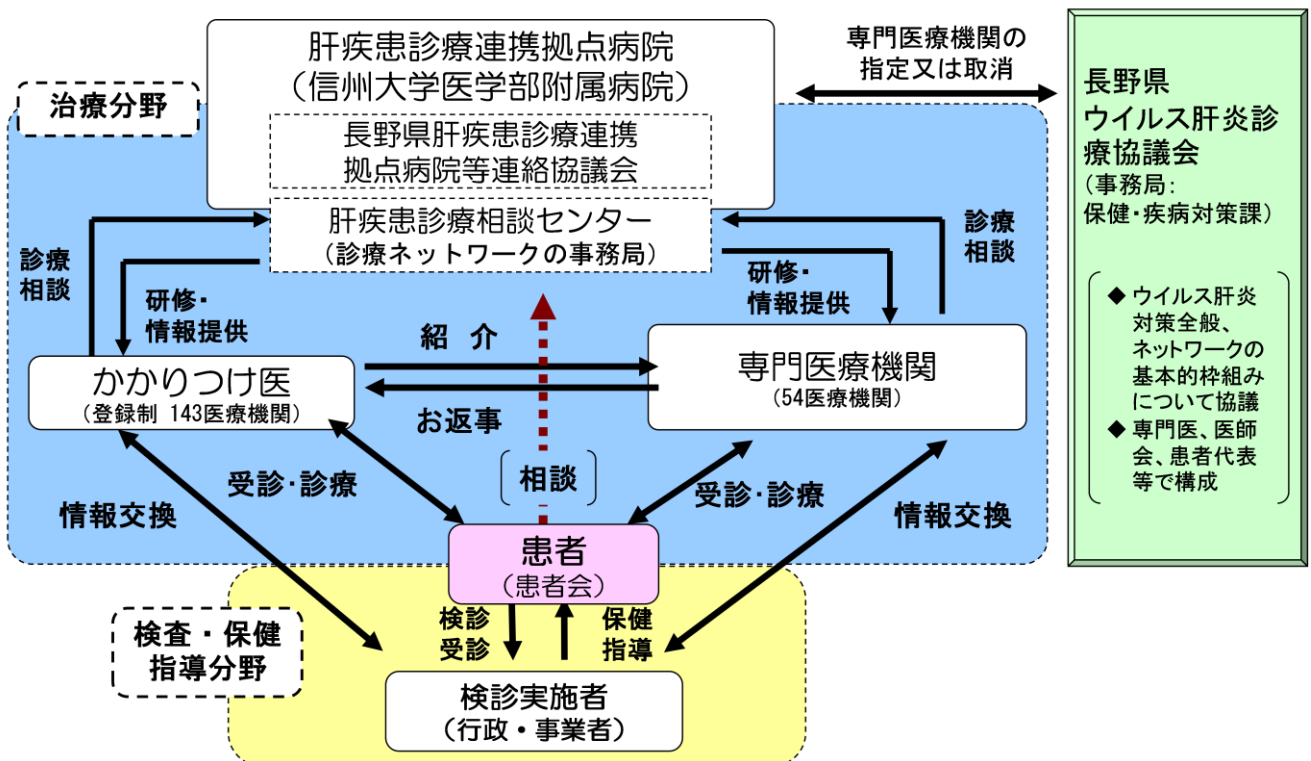 肝疾患診療連携拠点病院
（信州大学医学部附属病院）
長野県肝疾患診療連携
拠点病院等連絡協議会
肝疾患診療相談センター
（診療ネットワークの事務局）
治療分野
専門医療機関の
指定又は取消
長野県
ウイルス肝炎診
療協議会
（事務局：
保健・疾病対策課）
◆ ウイルス肝炎
対策全般、
ネットワークの
基本的枠組み
について協議
◆ 専門医、医師
会、患者代表
等で構成
診療
相談
研修・
情報提供
診療
相談
研修・
情報提供
紹 介
お返事
かかりつけ医
（登録制 143医療機関）
専門医療機関
（54医療機関）
相談
受診・診療
受診・診療
情報交換
情報交換
患者
（患者会）
検診
受診
保健
指導
検査・保健
指導分野
検診実施者
（行政・事業者）